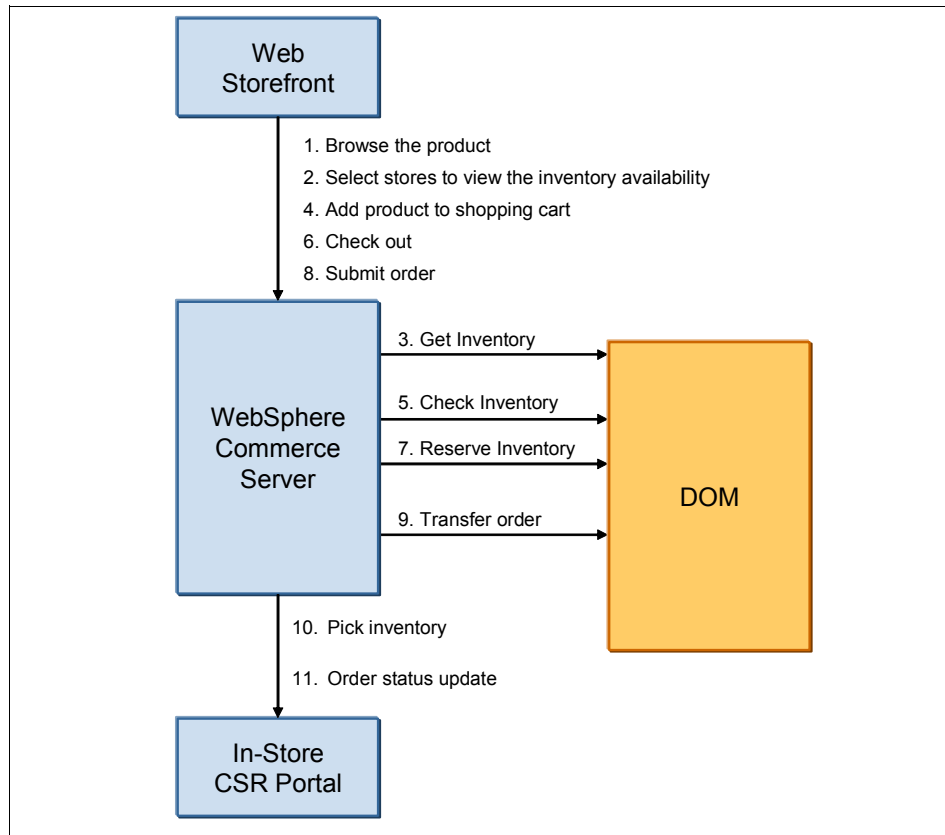 Web
Storefront
1. Browse the product
2. Select stores to view the inventory availability
4. Add product to shopping cart
6. Check out
8. Submit order
WebSphere
Commerce
Server
3. Get Inventory
5. Check Inventory
7. Reserve Inventory
9. Transfer order
DOM
10. Pick inventory
11. Order status update
In-Store
CSR Portal